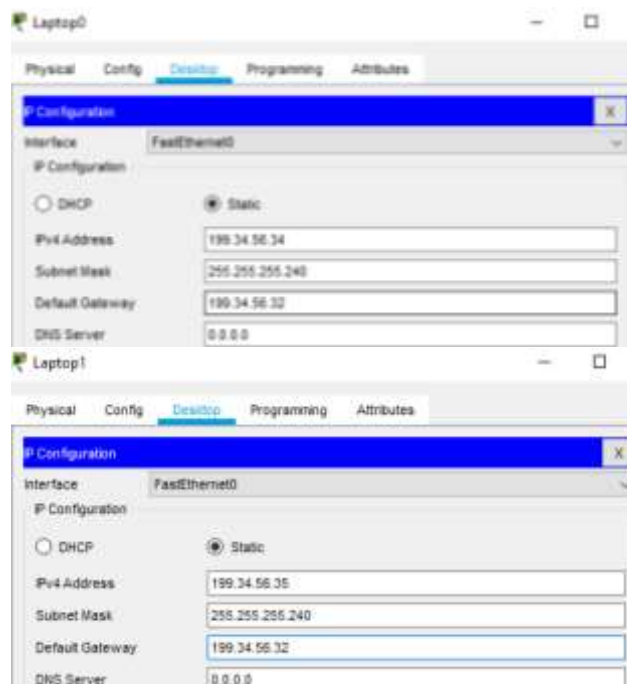 Laptop0
Physical Config Desktop Programming Attributes
IP Configuration X
Interface FastEthernet0
IP Configuration
DHCP Static
IPv4 Address 199.34.56.34
Subnet Mask 255.255.255.240
Default Gateway 199.34.56.32
DNS Server 0.0.0.0
Laptop1
Physical Config Desktop Programming Attributes
IP Configuration X
Interface FastEthernet0
IP Configuration
DHCP Static
IPv4 Address 199.34.56.35
Subnet Mask 255.255.255.240
Default Gateway 199.34.56.32
DNS Server 0.0.0.0